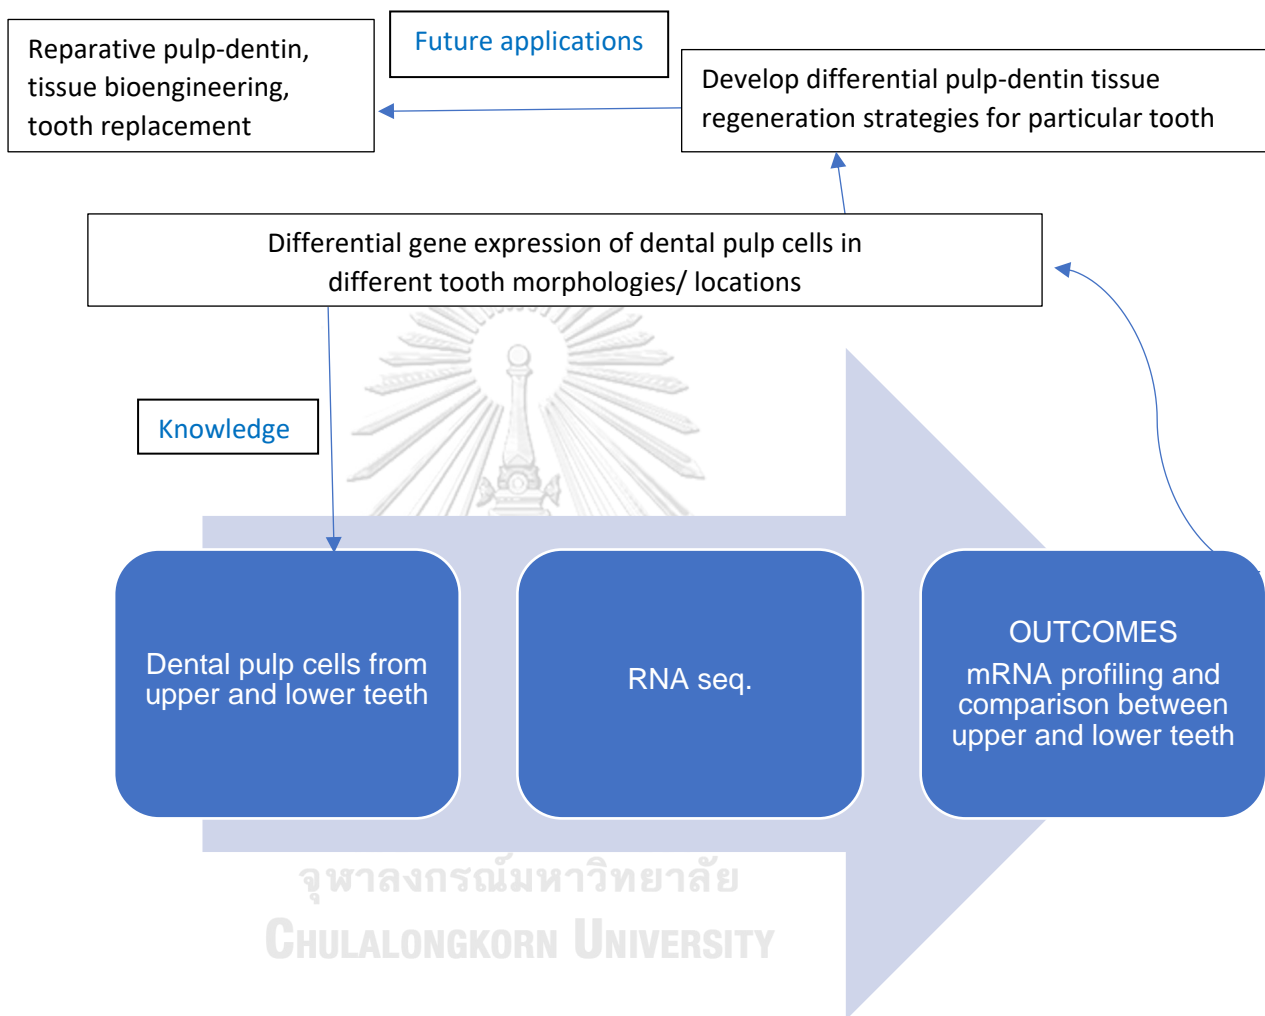 Reparative pulp-dentin,
tissue bioengineering,
tooth replacement
Future applications
Develop differential pulp-dentin tissue
regeneration strategies for particular tooth
Differential gene expression of dental pulp cells in
different tooth morphologies/ locations
Knowledge
Dental pulp cells from
upper and lower teeth
RNA seq.
OUTCOMES
mRNA profiling and
comparison between
upper and lower teeth
จุฬาลงกรณ์มหาวิทยาลัย
CHULALONGKORN UNIVERSITY